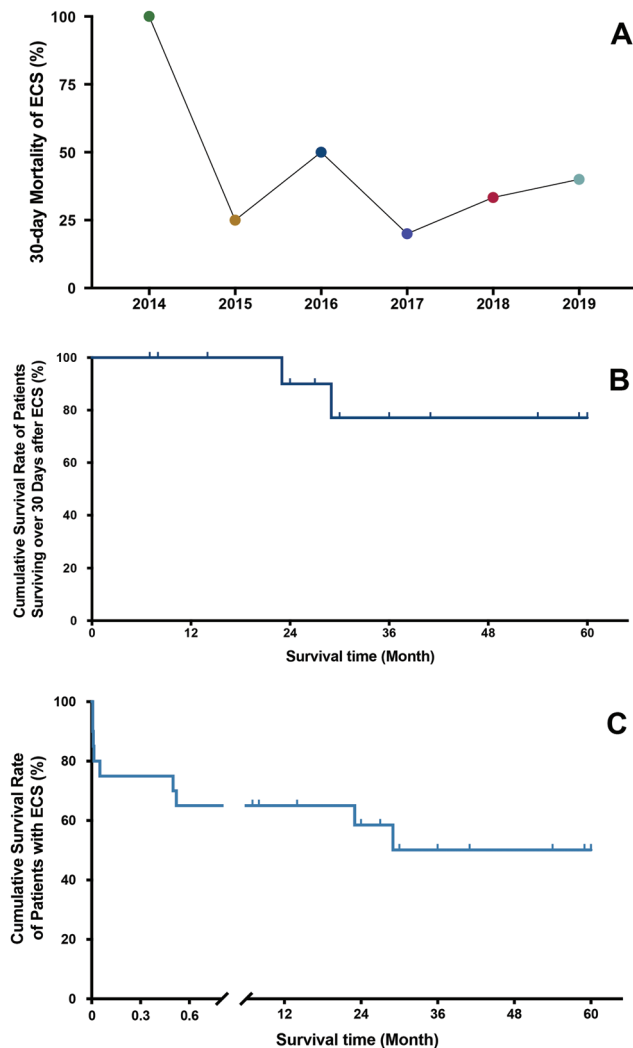 A
30-day Mortality of ECS (%)
100
75
50
25
0
2014 2015 2016 2017 2018 2019
B
Cumulative Survival Rate of Patients
Surviving over 30 Days after ECS (%)
100
80
60
40
20
0
0 12 24 36 48 60
Survival time (Month)
C
Cumulative Survival Rate
of Patients with ECS (%)
100
80
60
40
20
0
0 0.3 0.6 12 24 36 48 60
Survival time (Month)